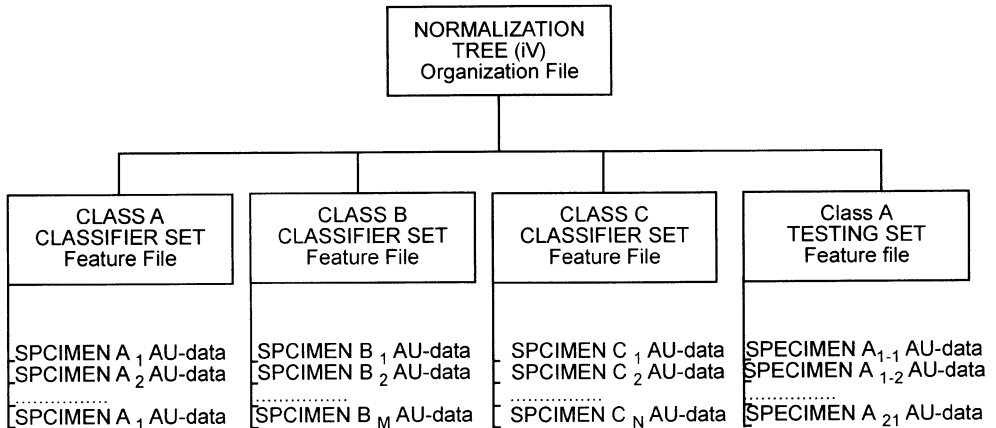 NORMALIZATION
TREE (iV)
Organization File
CLASS A
CLASSIFIER SET
Feature File
CLASS B
CLASSIFIER SET
Feature File
CLASS C
CLASSIFIER SET
Feature File
Class A
TESTING SET
Feature file
SPCIMEN A 1 AU-data
SPCIMEN A 2 AU-data
................
SPCIMEN A 1 AU-data
SPCIMEN B 1 AU-data
SPCIMEN B 2 AU-data
................
SPCIMEN B M AU-data
SPCIMEN C 1 AU-data
SPCIMEN C 2 AU-data
................
SPCIMEN C N AU-data
SPECIMEN A1-1 AU-data
SPECIMEN A 1-2 AU-data
................
SPECIMEN A 21 AU-data